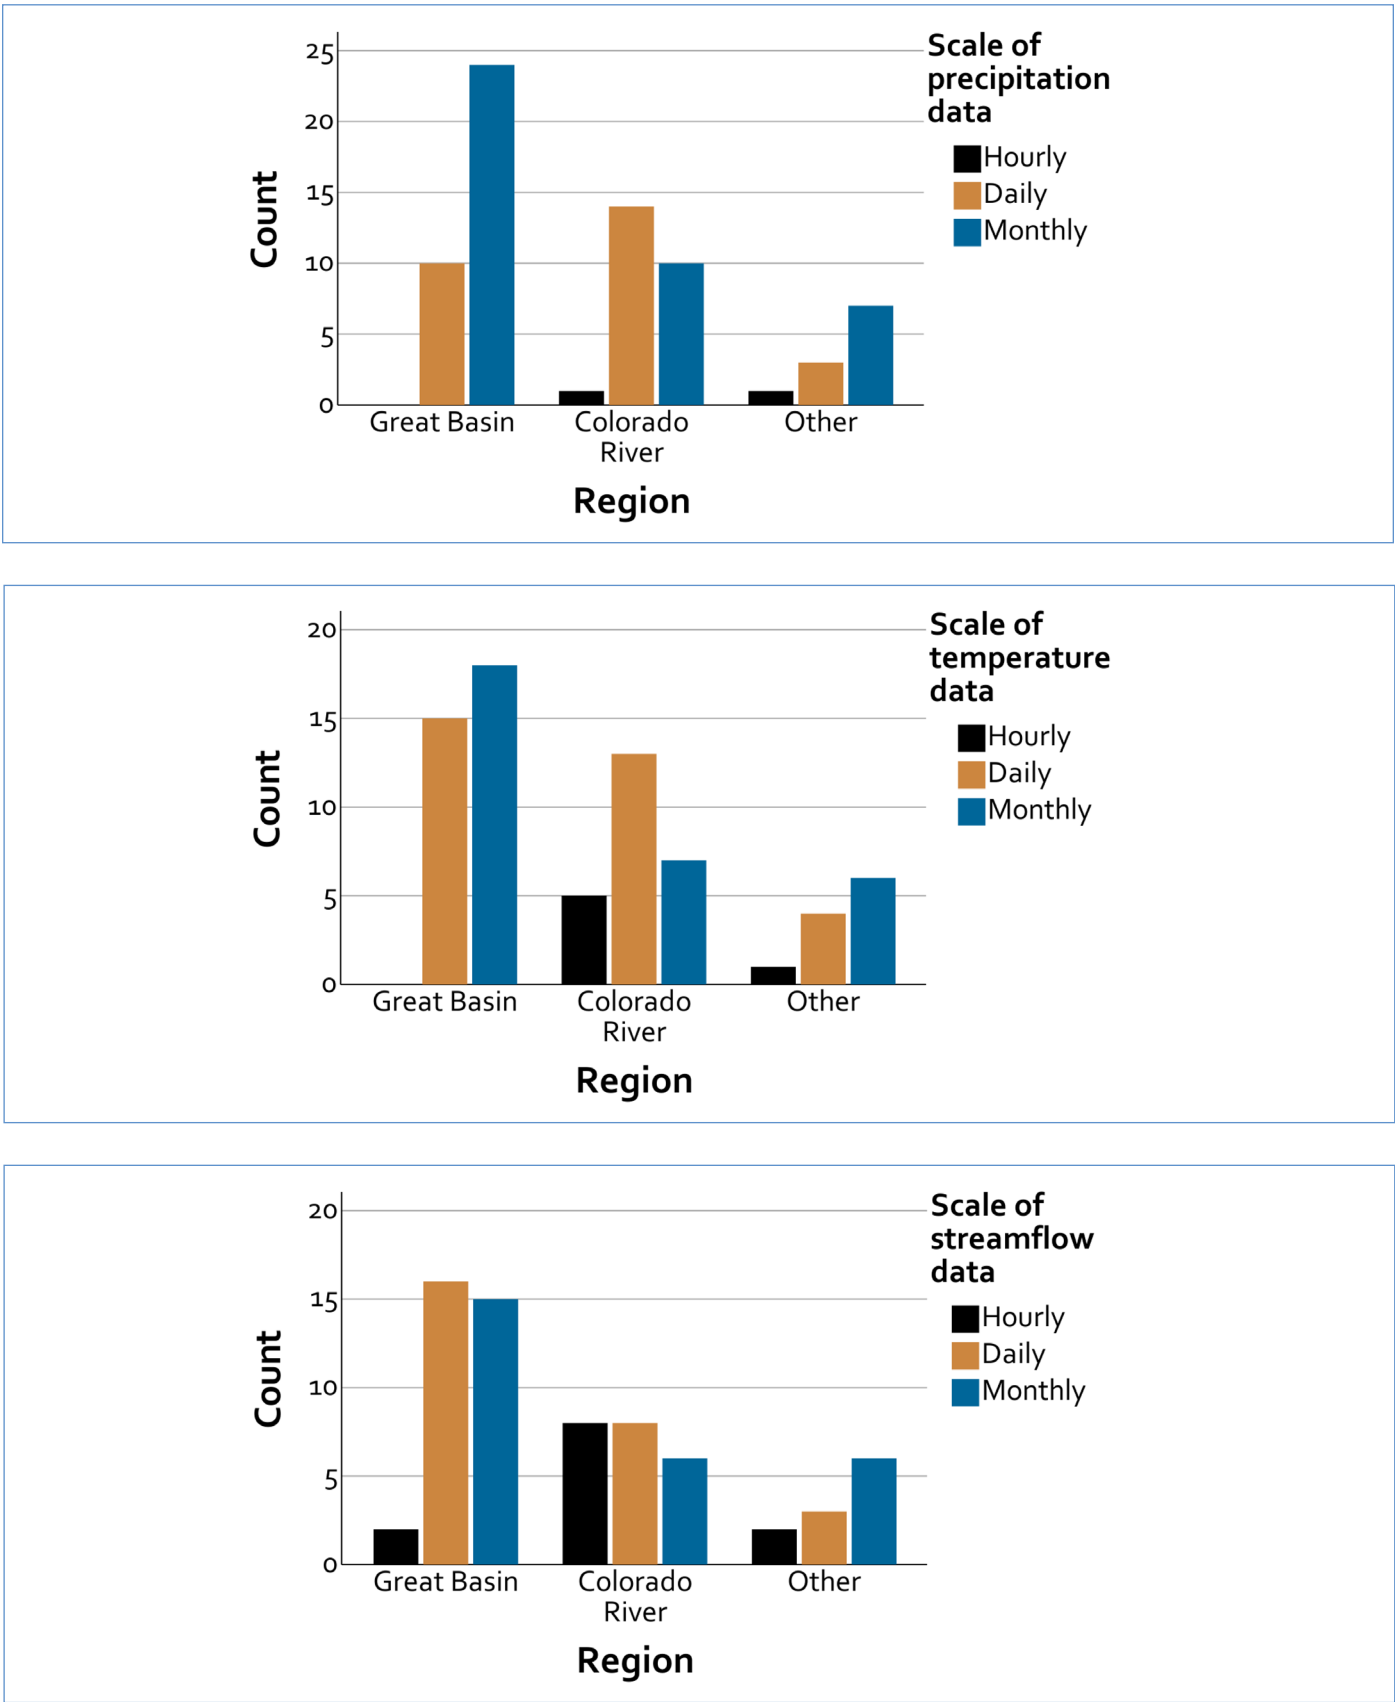 Scale of
precipitation
data
Hourly
Daily
Monthly
Count
25
20
15
10
5
0
Great Basin
Colorado
River
Other
Region
Scale of
temperature
data
Hourly
Daily
Monthly
Count
20
15
10
5
0
Great Basin
Colorado
River
Other
Region
Scale of
streamflow
data
Hourly
Daily
Monthly
Count
20
15
10
5
0
Great Basin
Colorado
River
Other
Region